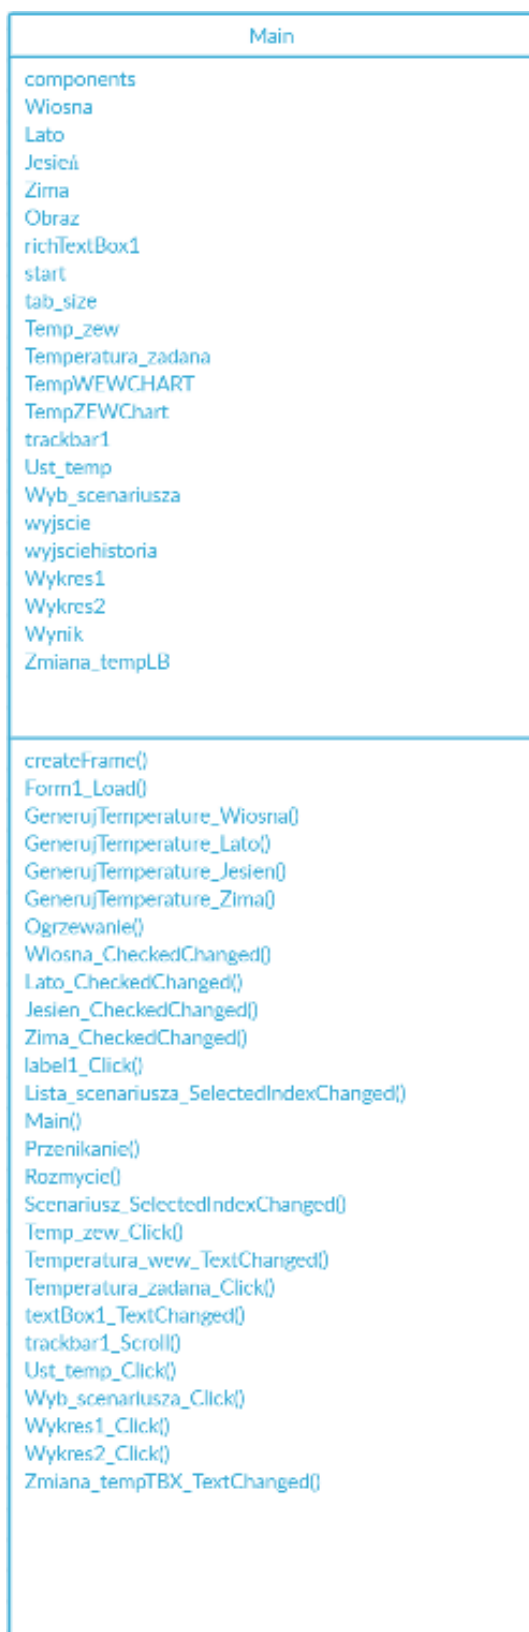 Main
components
Wiosna
Lato
Jesień
Zima
Obraz
richTextBox1
start
tab_size
Temp_zew
Temperatura_zadana
TempWEWCHART
TempZEWChart
trackbar1
Ust_temp
Wyb_scenariusza
wyjscie
wyjsciehistoria
Wykres1
Wykres2
Wynik
Zmiana_tempLB
createFrame()
Form1_Load()
GenerujTemperature_Wiosna()
GenerujTemperature_Lato()
GenerujTemperature_Jesien()
GenerujTemperature_Zima()
Ogrzewanie()
Wiosna_CheckedChanged()
Lato_CheckedChanged()
Jesien_CheckedChanged()
Zima_CheckedChanged()
label1_Click()
Lista_scenariusza_SelectedIndexChanged()
Main()
Przenikanie()
Rozmycie()
Scenariusz_SelectedIndexChanged()
Temp_zew_Click()
Temperatura_wew_TextChanged()
Temperatura_zadana_Click()
textBox1_TextChanged()
trackbar1_Scroll()
Ust_temp_Click()
Wyb_scenariusza_Click()
Wykres1_Click()
Wykres2_Click()
Zmiana_tempTBX_TextChanged()